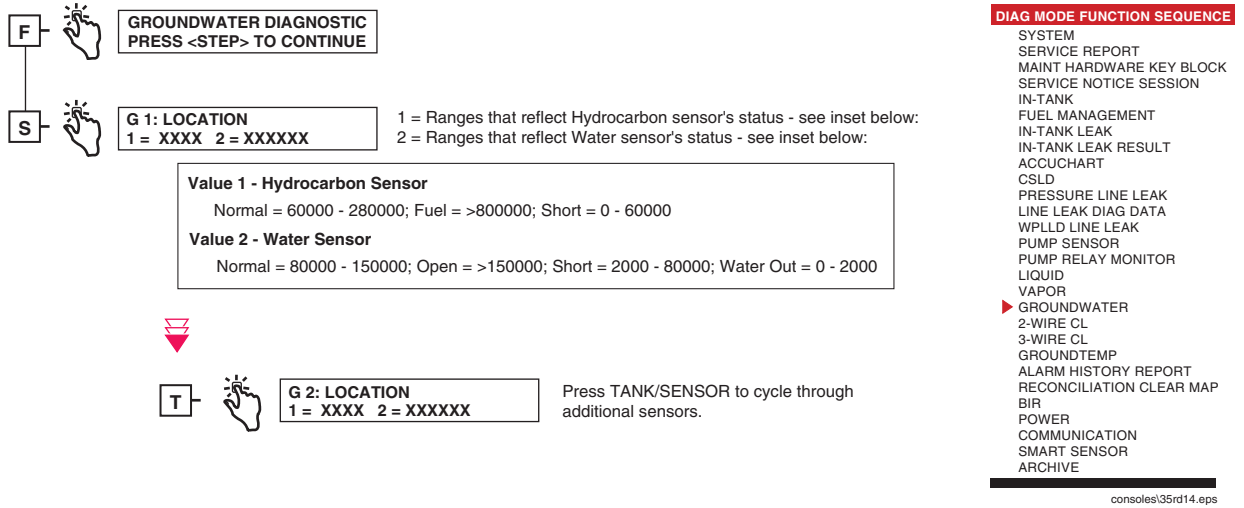 F
GROUNDWATER DIAGNOSTIC
PRESS <STEP> TO CONTINUE
S
G 1: LOCATION
1 = XXXX 2 = XXXXXX
1 = Ranges that reflect Hydrocarbon sensor's status - see inset below:
2 = Ranges that reflect Water sensor's status - see inset below:
Value 1 - Hydrocarbon Sensor
Normal = 60000 - 280000; Fuel = >800000; Short = 0 - 60000
Value 2 - Water Sensor
Normal = 80000 - 150000; Open = >150000; Short = 2000 - 80000; Water Out = 0 - 2000
T
G 2: LOCATION
1 = XXXX 2 = XXXXXX
Press TANK/SENSOR to cycle through
additional sensors.
DIAG MODE FUNCTION SEQUENCE
SYSTEM
SERVICE REPORT
MAINT HARDWARE KEY BLOCK
SERVICE NOTICE SESSION
IN-TANK
FUEL MANAGEMENT
IN-TANK LEAK
IN-TANK LEAK RESULT
ACCUCHART
CSLD
PRESSURE LINE LEAK
LINE LEAK DIAG DATA
WPLLD LINE LEAK
PUMP SENSOR
PUMP RELAY MONITOR
LIQUID
VAPOR
GROUNDWATER
2-WIRE CL
3-WIRE CL
GROUNDTEMP
ALARM HISTORY REPORT
RECONCILIATION CLEAR MAP
BIR
POWER
COMMUNICATION
SMART SENSOR
ARCHIVE
consoles\35rd14.eps